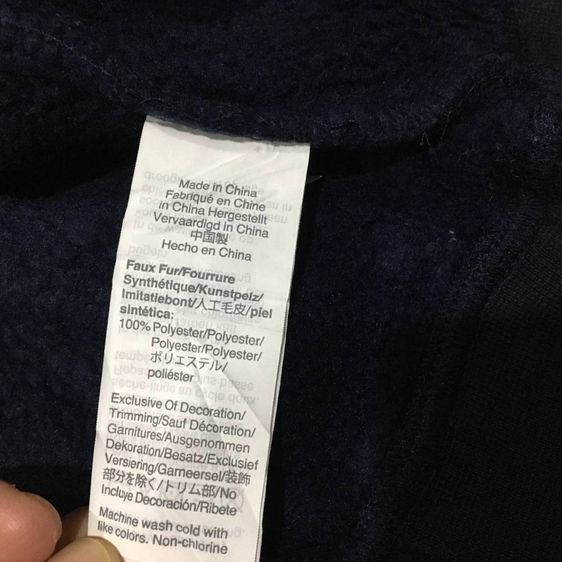 Made in China
Fabriqué en Chine
in China Hergestellt
Vervaardigd in China
中国製
Hecho en China
Faux Fur/Fourrure
Synthétique/Kunstpelz/
Imitatiebont/人工毛皮/piel
sintética:
100% Polyester/Polyester/
Polyester/Polyester/
ポリエステル/
poliéster
Exclusive Of Decoration/
Trimming/Sauf Décoration/
Garnitures/Ausgenommen
Dekoration/Besatz/Exclusief
Versiering/Garneersel/装飾
部分を除く/トリム部/No
Incluye Decoración/Ribete
Machine wash cold with
like colors. Non-chlorine